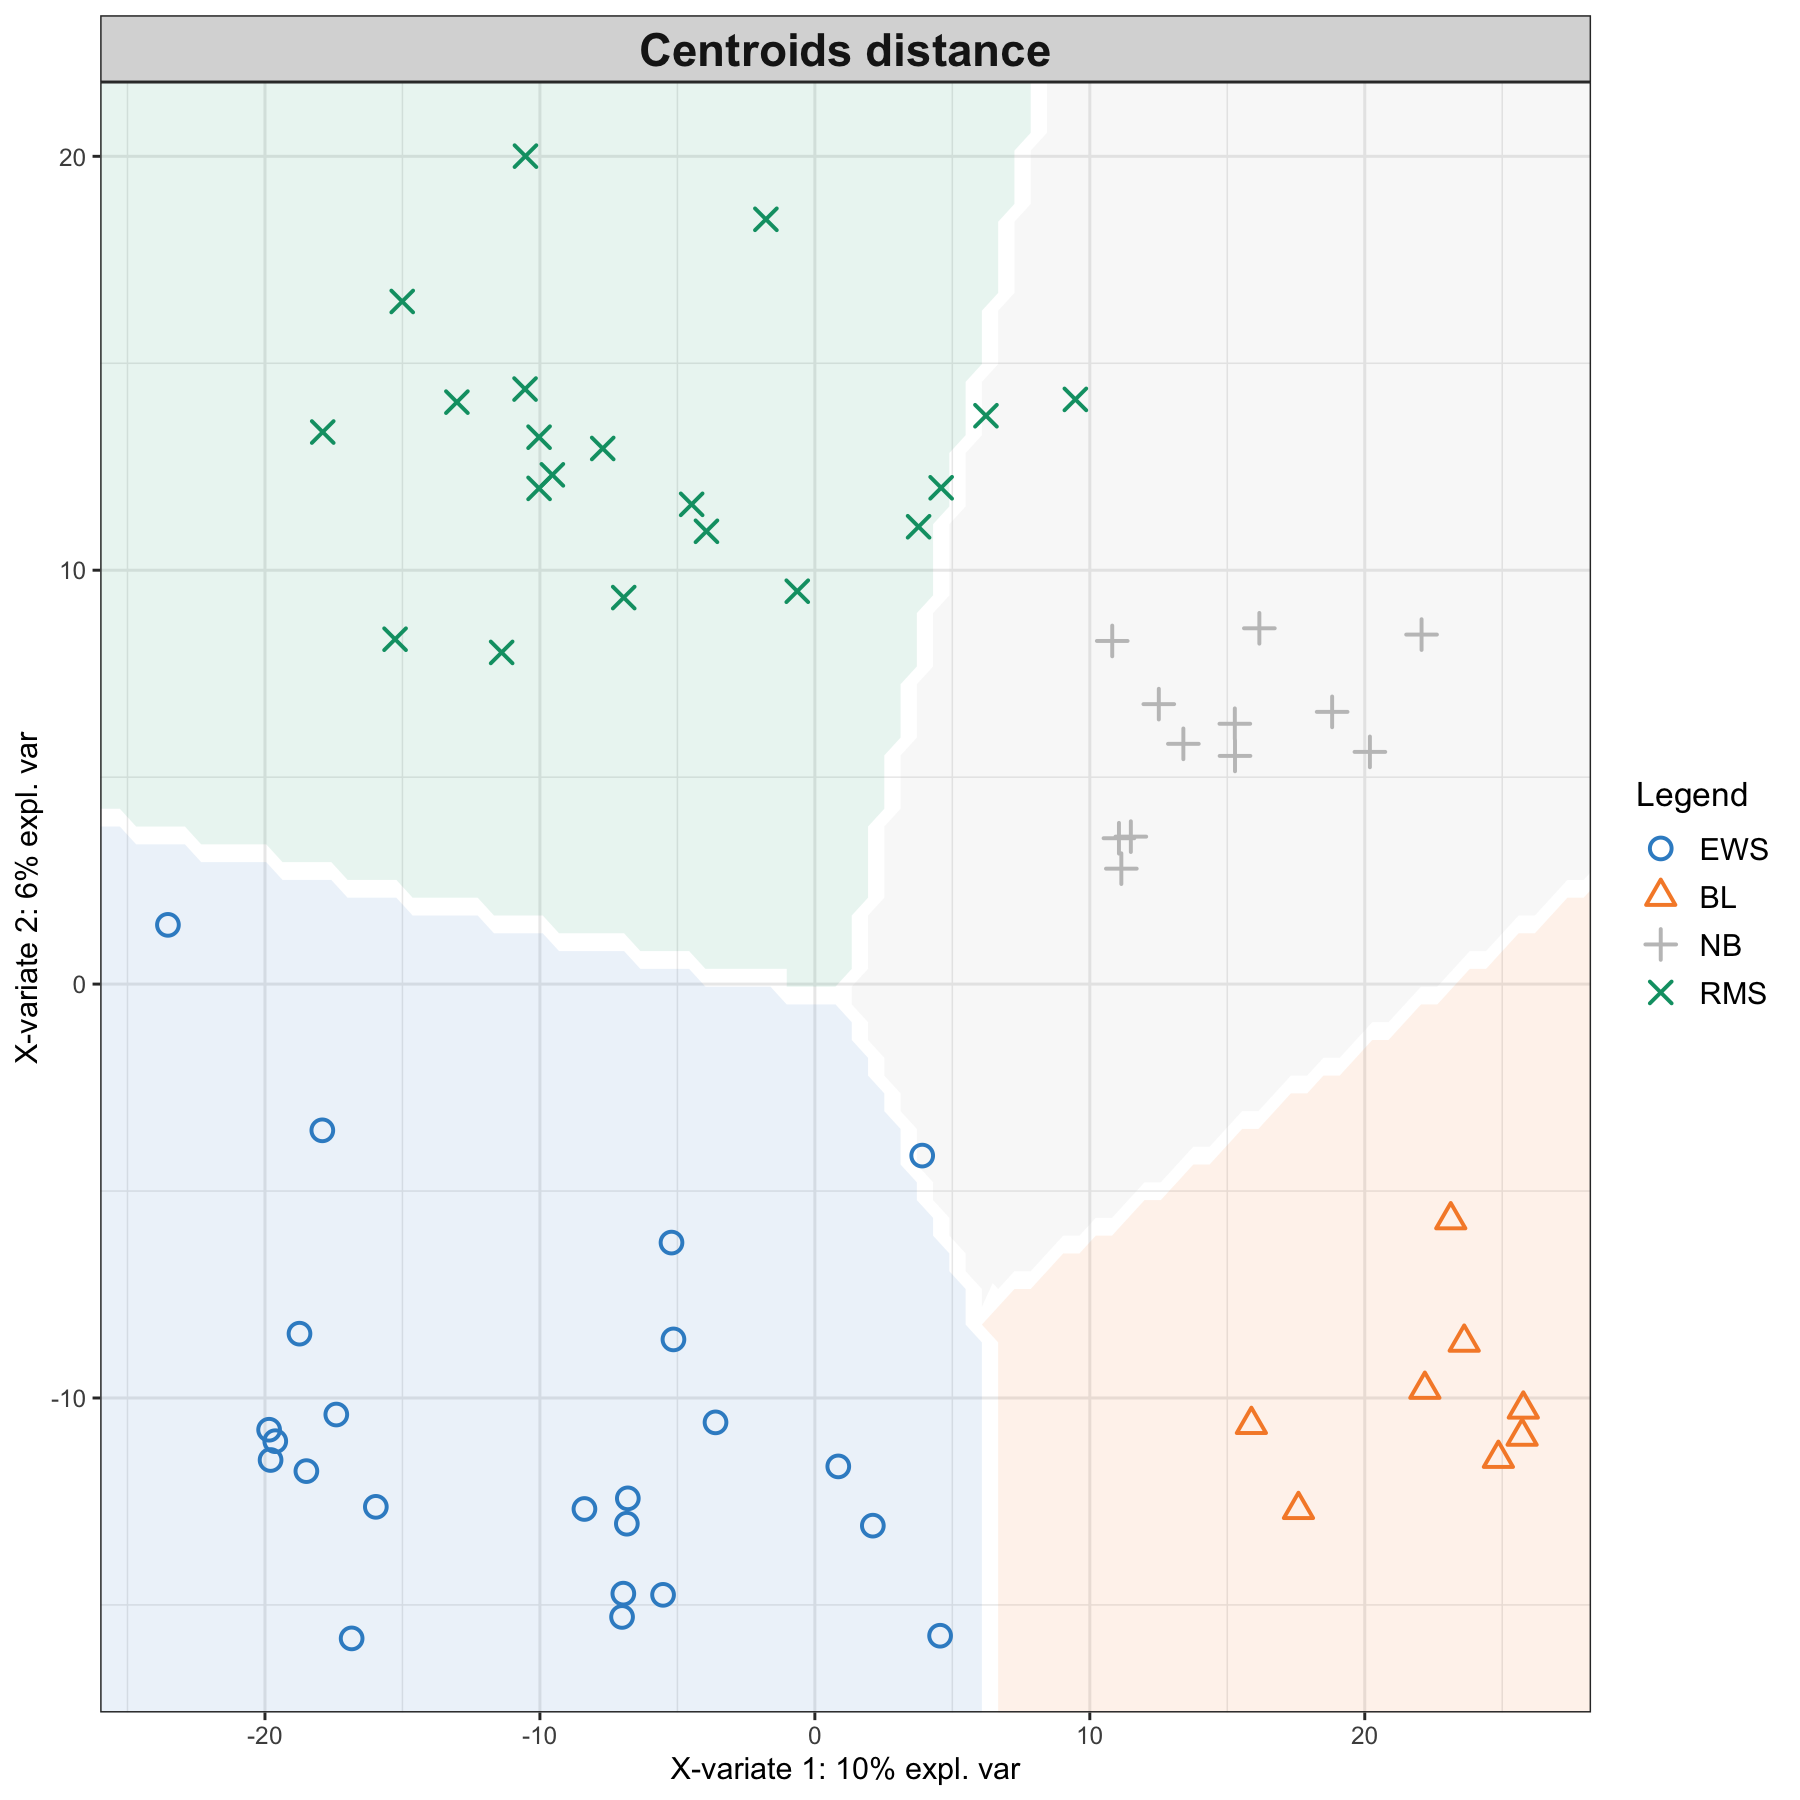 Centroids distance
20
10
0
-10
-20
-10
0
10
20
X-variate 1: 10% expl. var
X-variate 2: 6% expl. var
Legend
EWS
BL
NB
RMS